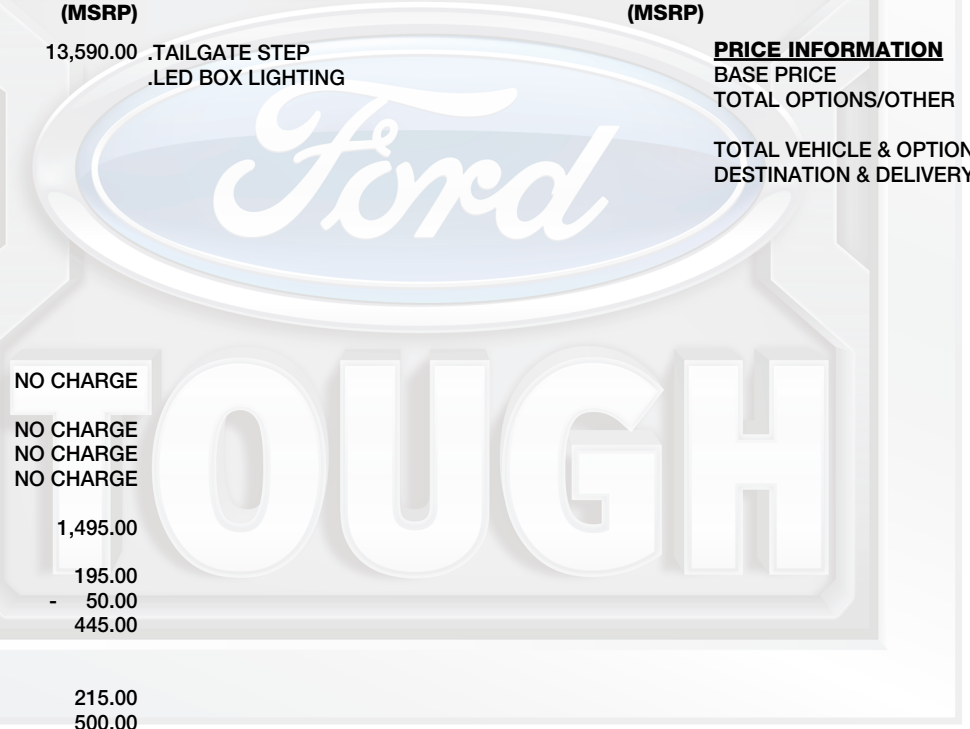 (MSRP)
13,590.00 .TAILGATE STEP
.LED BOX LIGHTING
NO CHARGE
NO CHARGE
NO CHARGE
NO CHARGE
1,495.00
195.00
- 50.00
445.00
215.00
500.00
(MSRP)
PRICE INFORMATION
BASE PRICE
TOTAL OPTIONS/OTHER
TOTAL VEHICLE & OPTION
DESTINATION & DELIVERY
Ford
TOUGH